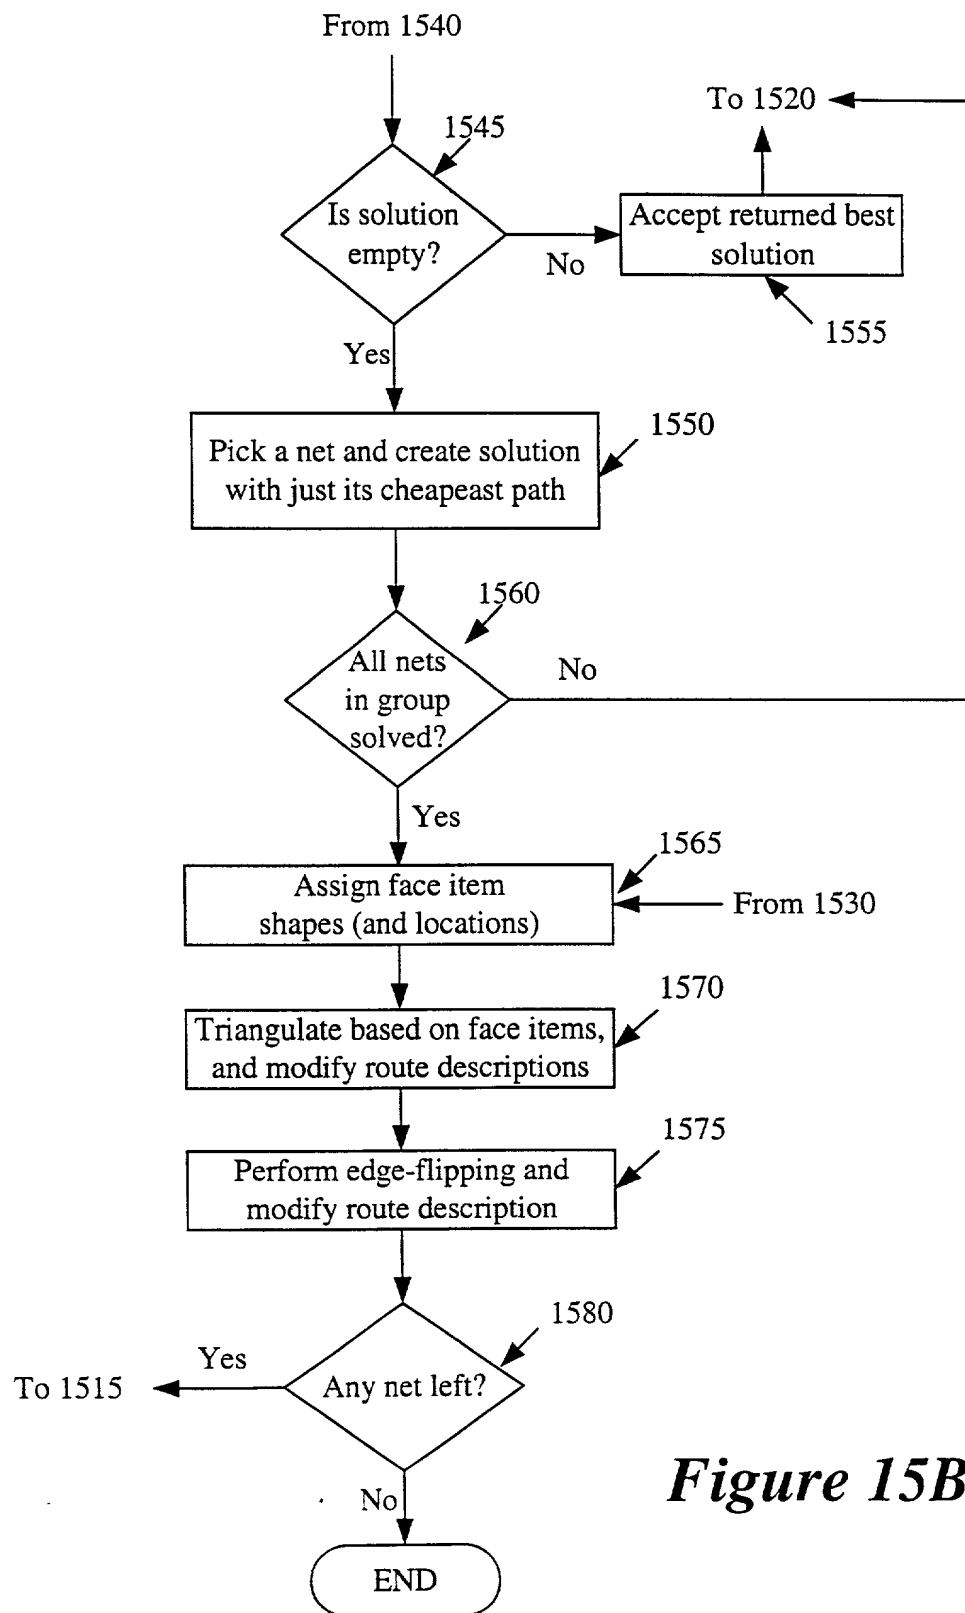 From 1540
To 1520
1545
Is solution
empty?
No
Accept returned best
solution
1555
Yes
Pick a net and create solution
with just its cheapeast path
1550
1560
All nets
in group
solved?
No
Yes
1565
Assign face item
shapes (and locations)
From 1530
1570
Triangulate based on face items,
and modify route descriptions
1575
Perform edge-flipping and
modify route description
1580
Any net left?
Yes
To 1515
No
END
Figure 15B